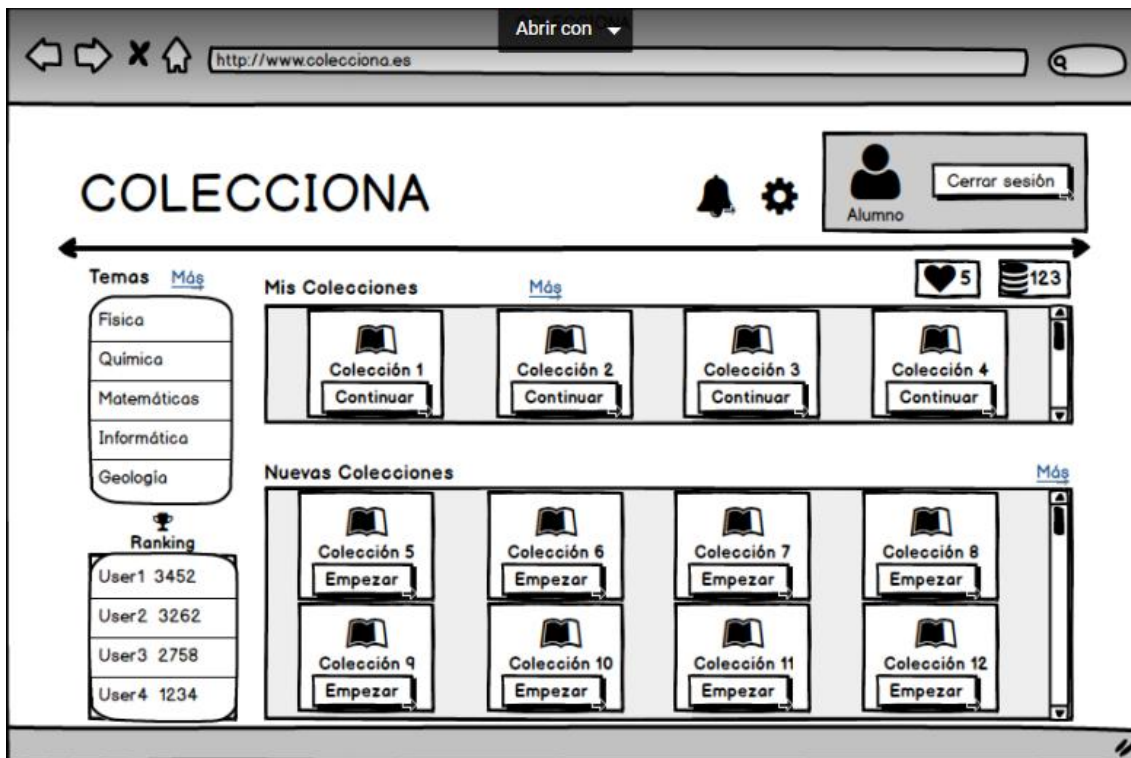 Abrir con
http://www.colecciona.es
COLECCIONA
Alumno
Cerrar sesión
5
123
Temas Más
Física
Química
Matemáticas
Informática
Geología
Ranking
User1 3452
User2 3262
User3 2758
User4 1234
Mis Colecciones Más
Colección 1 Colección 2 Colección 3 Colección 4
Continuar Continuar Continuar Continuar
Nuevas Colecciones Más
Colección 5 Colección 6 Colección 7 Colección 8
Empezar Empezar Empezar Empezar
Colección 9 Colección 10 Colección 11 Colección 12
Empezar Empezar Empezar Empezar